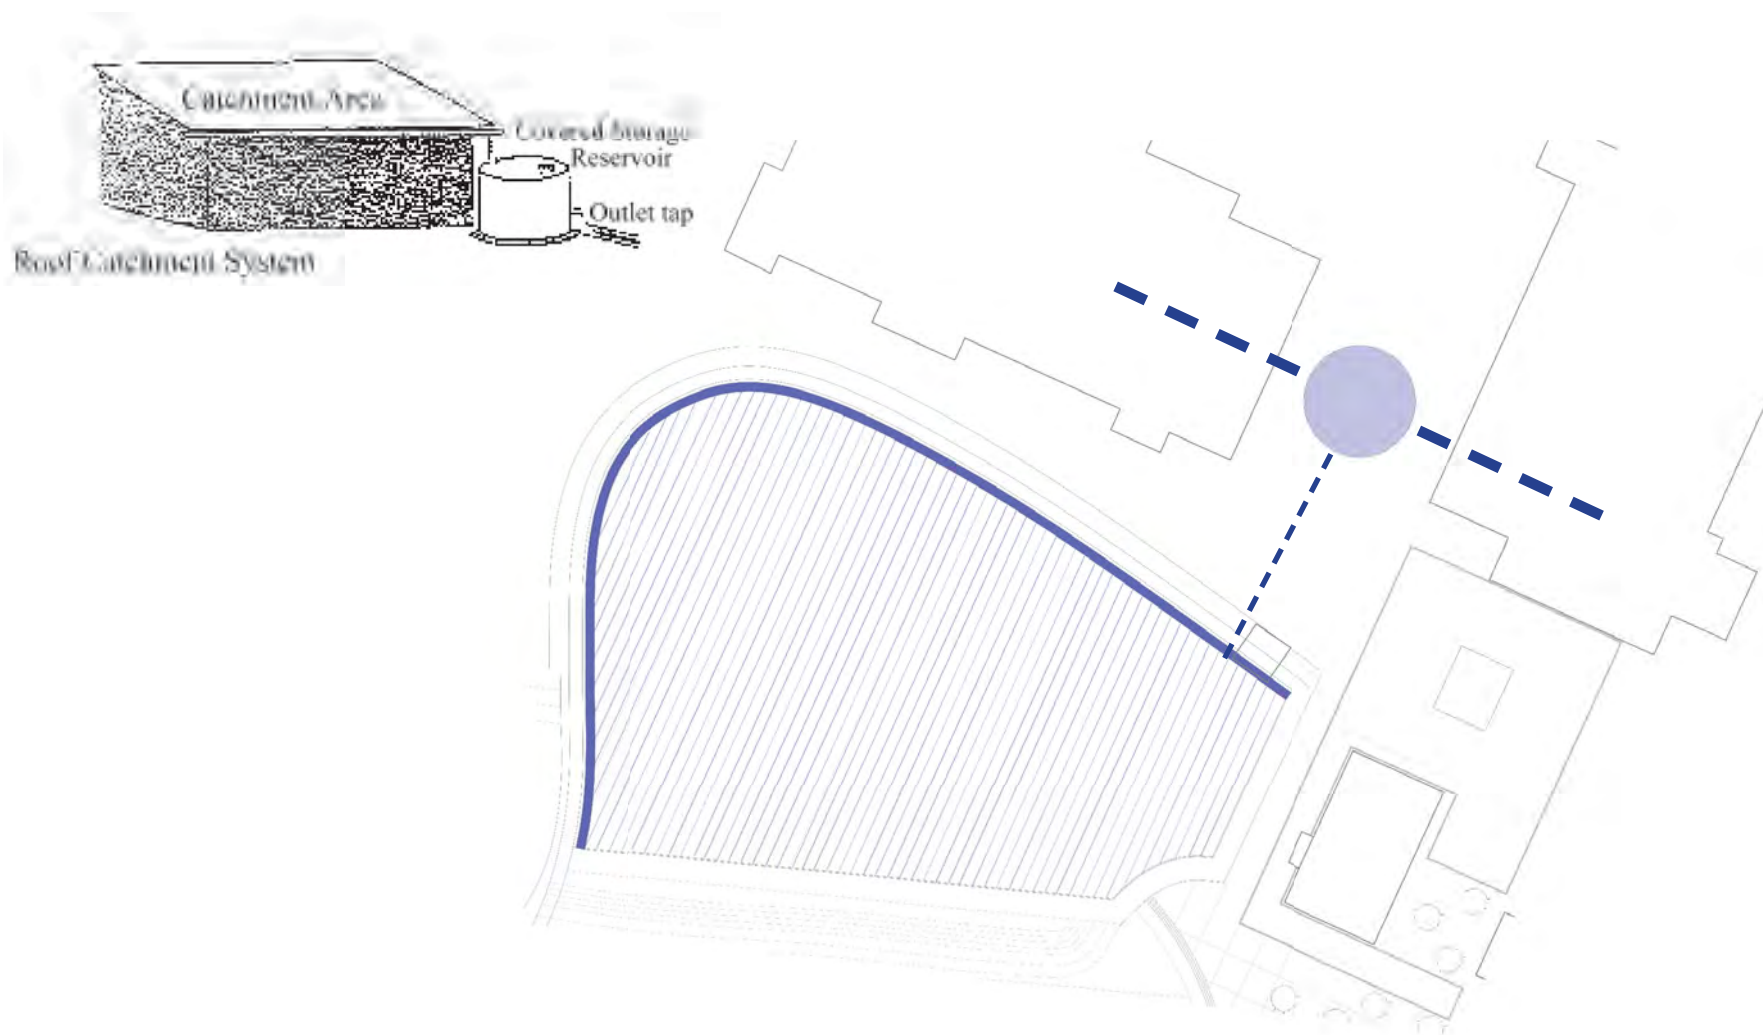 Catchment Area
Covered Storage
Reservoir
Outlet tap
Roof Catchment System